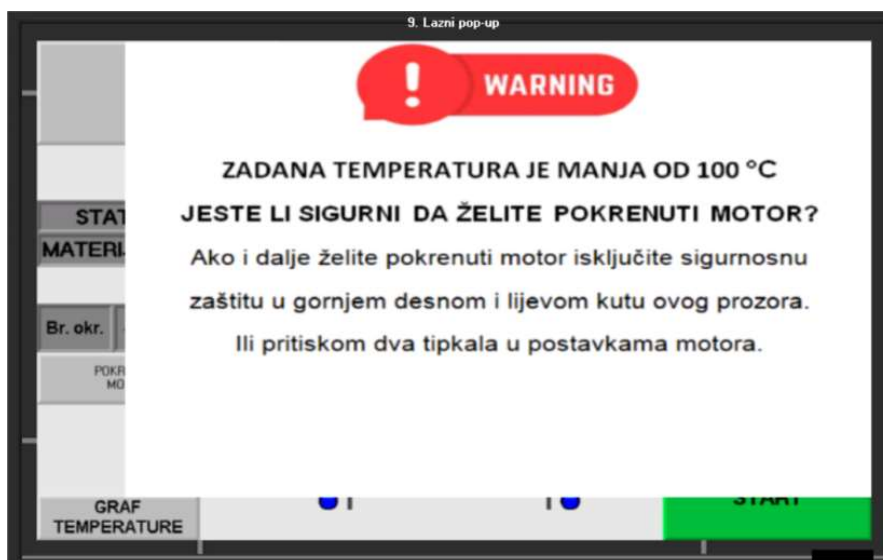 9. Lazni pop-up
WARNING
ZADANA TEMPERATURA JE MANJA OD 100 °C
JESTE LI SIGURNI DA ŽELITE POKRENUTI MOTOR?
Ako i dalje želite pokrenuti motor isključite sigurnosnu
zaštitu u gornjem desnom i lijevom kutu ovog prozora.
Ili pritiskom dva tipkala u postavkama motora.
Br. okr.
GRAF
TEMPERATURE
START